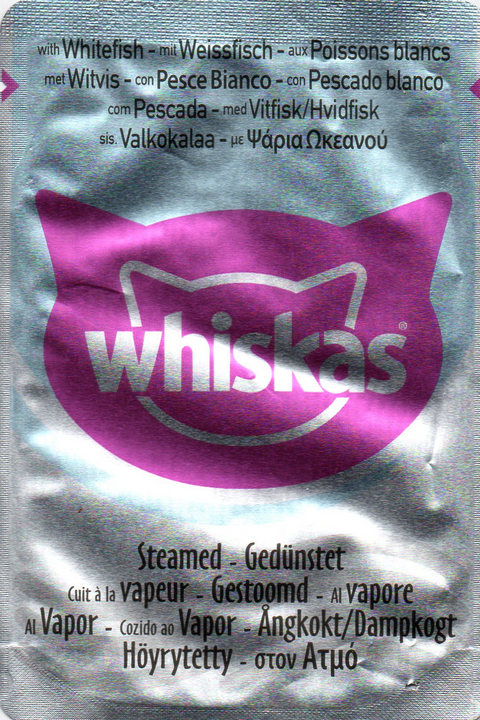 with Whitefish - mit Weissfisch - aux Poissons blancs
met Witvis - con Pesce Bianco - con Pescado blanco
com Pescada - med Vitfisk/Hvidfisk
sis. Valkokalaa - με Ψάρια Ωκεανού
whiskas®
Steamed - Gedünstet
Cuit à la vapeur - Gestoomd - Al vapore
Al Vapor - Cozido ao Vapor - Ångkokt/Dampkogt
Höyrytetty - στον Ατμό